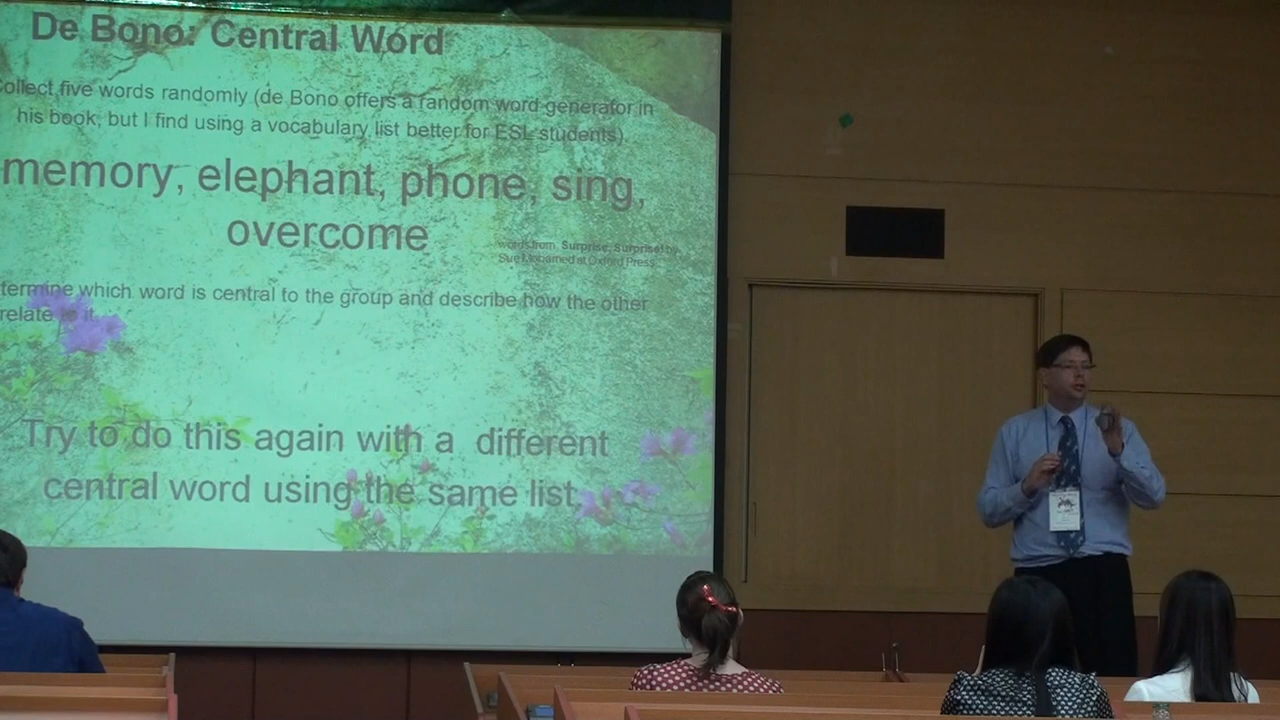 De Bono: Central Word
ollect five words randomly (de Bono offers a random word generator in
his book, but I find using a vocabulary list better for ESL students)
memory, elephant, phone, sing,
overcome
words from Surprise, Surprise! by
Sue Mohamed at Oxford Press
termine which word is central to the group and describe how the other
relate to it
Try to do this again with a different
central word using the same list